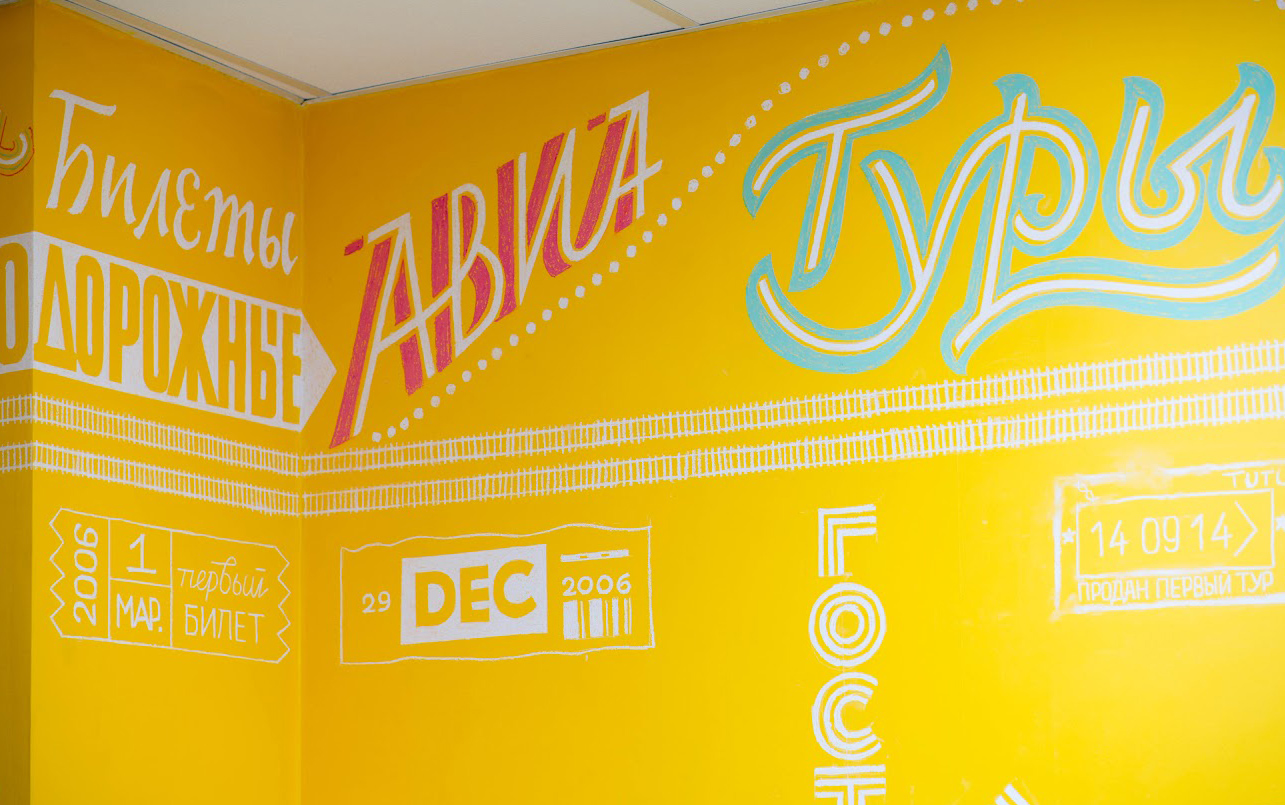 Билеты
ОДОРОЖНЫЕ
АВИА
Туры
2006
1
МАР.
первый
БИЛЕТ
29 DEC 2006
TUTU
14 09 14
ПРОДАН ПЕРВЫЙ ТУР
ГОСТ